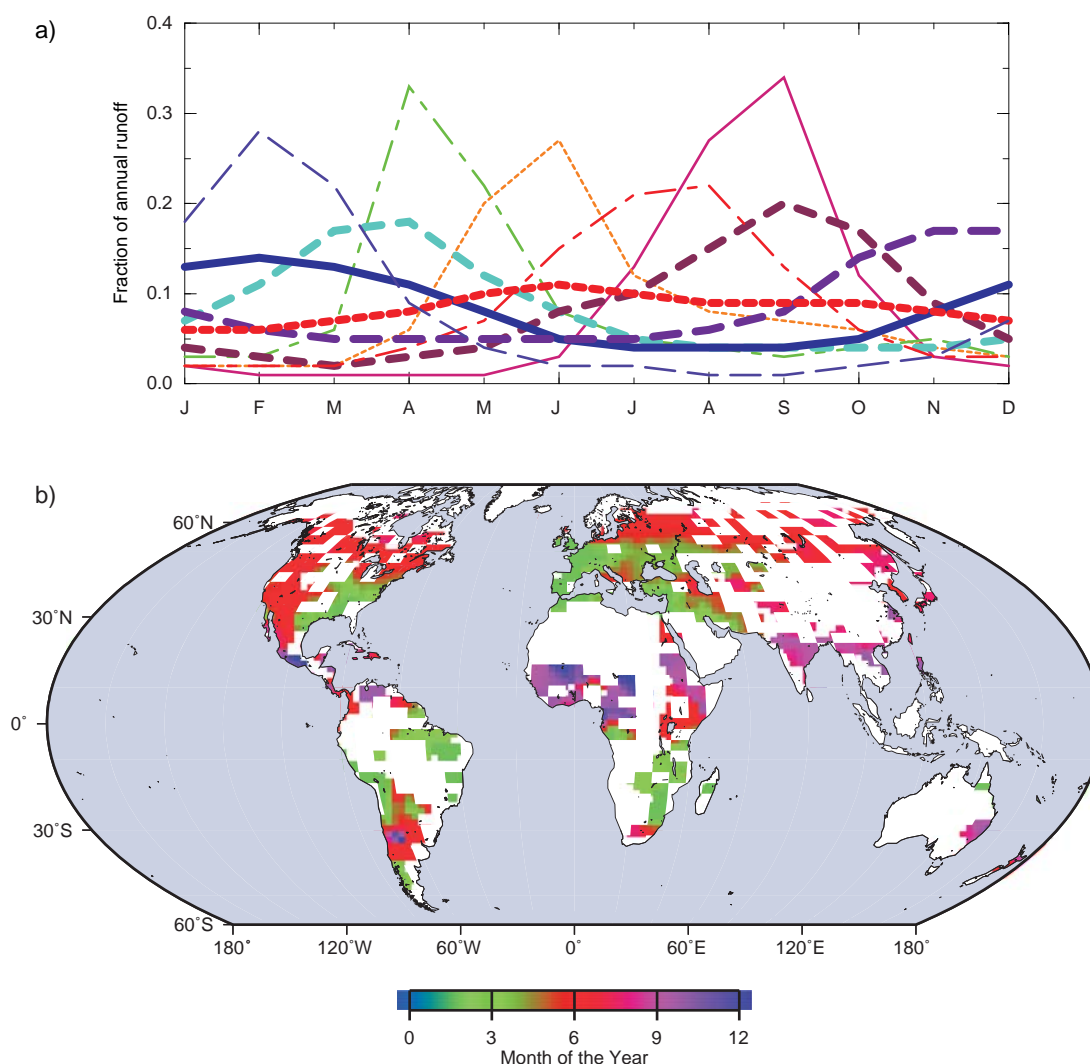 a)
0.4
0.3
0.2
0.1
0.0
Fraction of annual runoff
J F M A M J J A S O N D
b)
60˚N
30˚N
0˚
30˚S
60˚S
180˚ 120˚W 60˚W 0˚ 60˚E 120˚E 180˚
0 3 6 9 12
Month of the Year